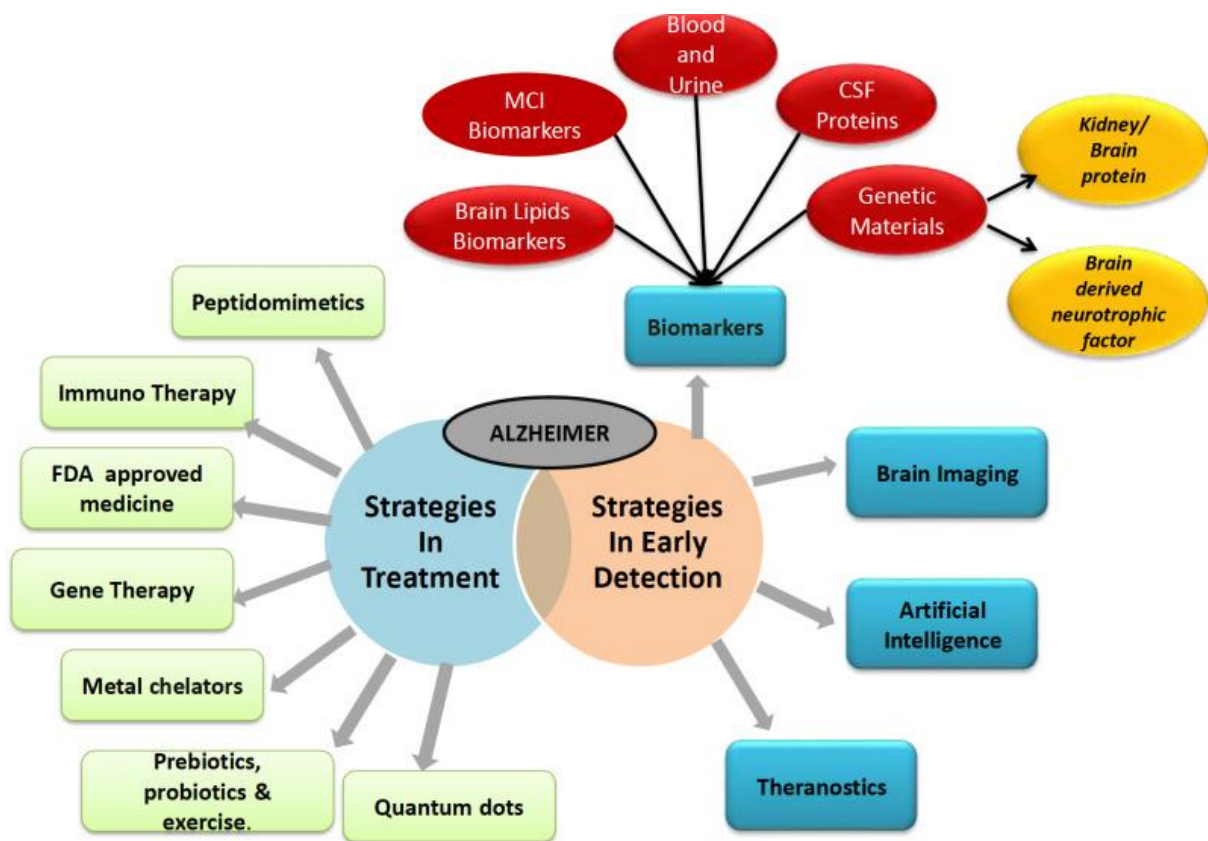 Blood
and
Urine
MCI
Biomarkers
CSF
Proteins
Kidney/
Brain
protein
Brain Lipids
Biomarkers
Genetic
Materials
Brain
derived
neurotrophic
factor
Biomarkers
Peptidomimetics
Immuno Therapy
FDA  approved
medicine
Gene Therapy
Metal chelators
Prebiotics,
probiotics &
exercise.
Quantum dots
ALZHEIMER
Strategies
In
Treatment
Strategies
In Early
Detection
Brain Imaging
Artificial
Intelligence
Theranostics